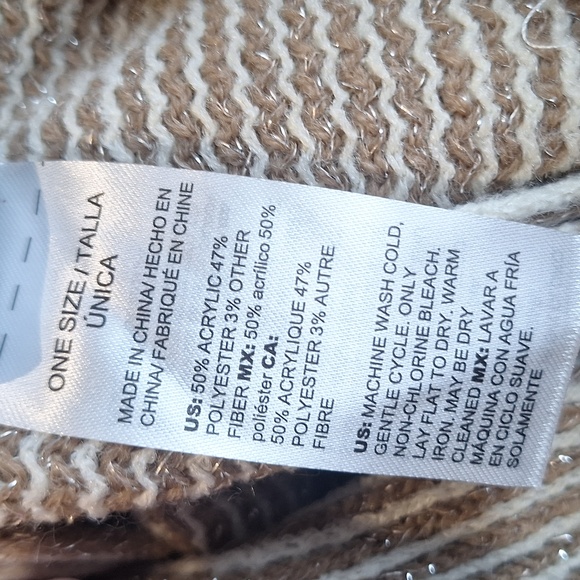 ONE SIZE / TALLA
ÚNICA
MADE IN CHINA/ HECHO EN
CHINA/ FABRIQUÉ EN CHINE
US: 50% ACRYLIC 47%
POLYESTER 3% OTHER
FIBER MX: 50% acrílico 50%
poliéster CA:
50% ACRYLIQUE 47%
POLYESTER 3% AUTRE
FIBRE
US: MACHINE WASH COLD,
GENTLE CYCLE. ONLY
NON-CHLORINE BLEACH.
LAY FLAT TO DRY. WARM
IRON. MAY BE DRY
CLEANED MX: LAVAR A
MÁQUINA CON AGUA FRIA
EN CICLO SUAVE.
SOLAMENTE